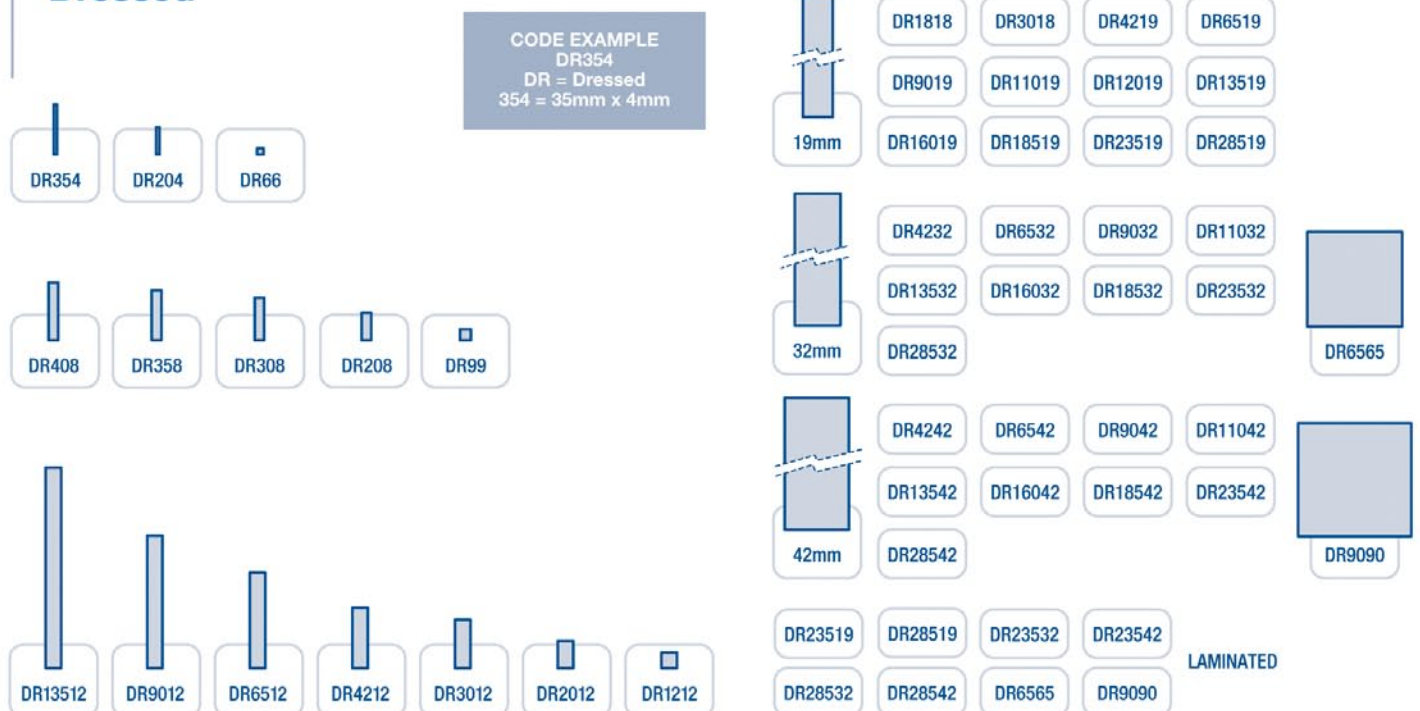 Dressed
CODE EXAMPLE
DR354
DR = Dressed
354 = 35mm x 4mm
DR354 DR204 DR66
DR408 DR358 DR308 DR208 DR99
DR13512 DR9012 DR6512 DR4212 DR3012 DR2012 DR1212
DR1818 DR3018 DR4219 DR6519
DR9019 DR11019 DR12019 DR13519
19mm DR16019 DR18519 DR23519 DR28519
DR4232 DR6532 DR9032 DR11032
DR13532 DR16032 DR18532 DR23532
32mm DR28532 DR6565
DR4242 DR6542 DR9042 DR11042
DR13542 DR16042 DR18542 DR23542
42mm DR28542 DR9090
DR23519 DR28519 DR23532 DR23542
LAMINATED
DR28532 DR28542 DR6565 DR9090